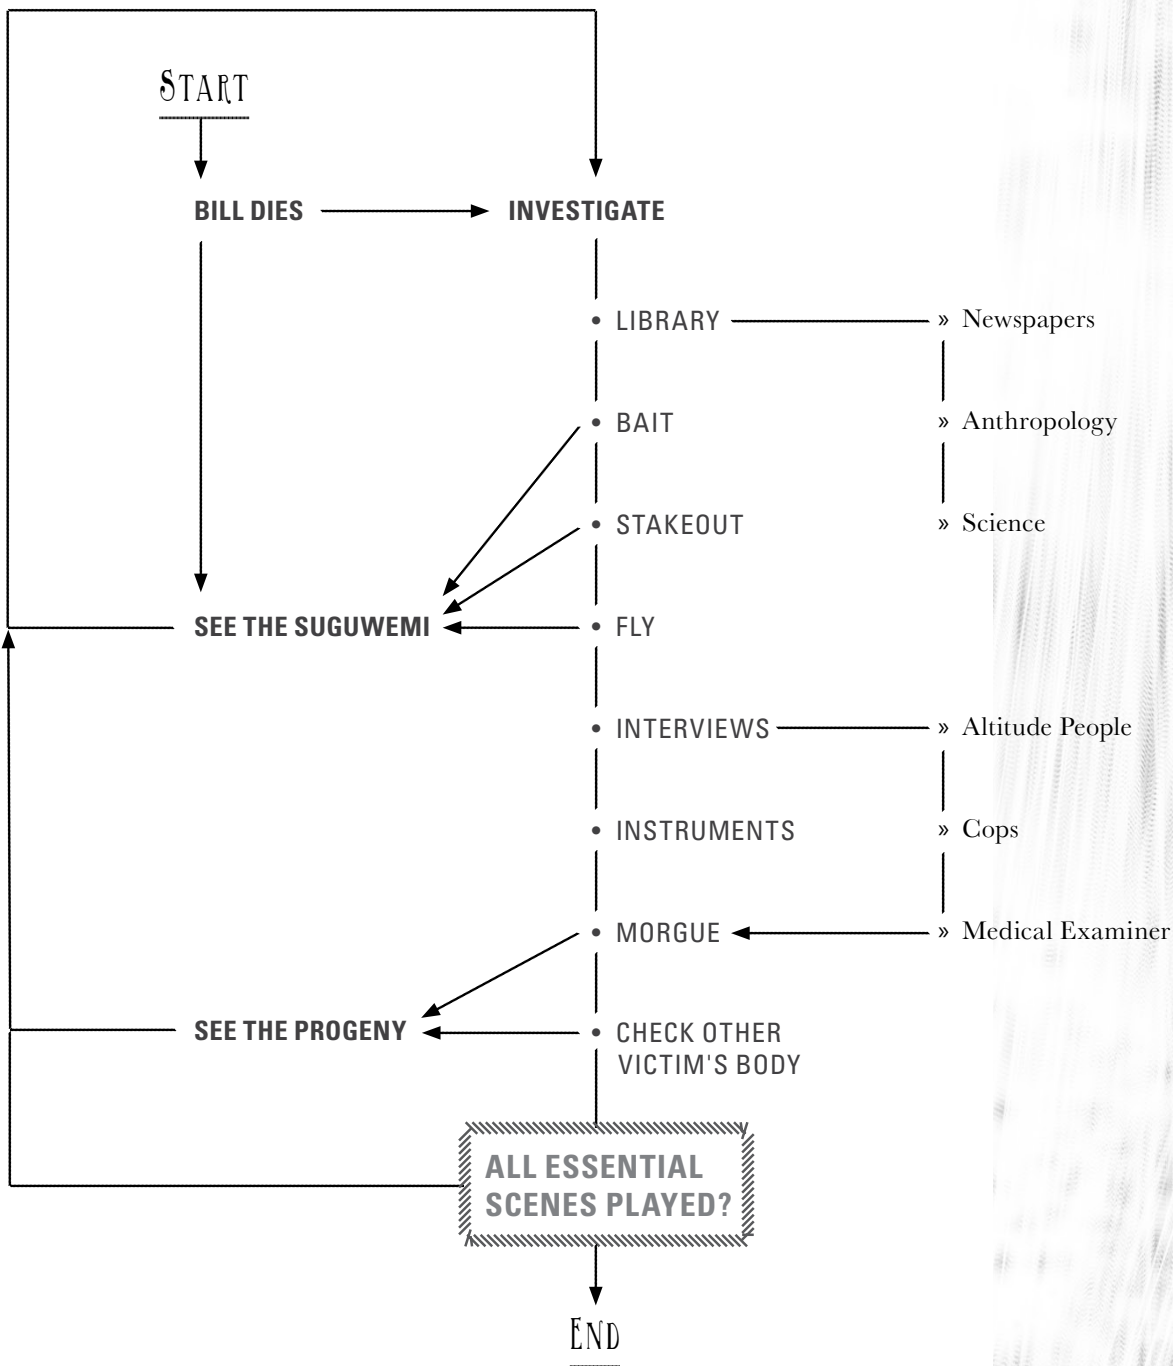 START
BILL DIES
INVESTIGATE
• LIBRARY
» Newspapers
• BAIT
» Anthropology
• STAKEOUT
» Science
SEE THE SUGUWEMI
• FLY
• INTERVIEWS
» Altitude People
• INSTRUMENTS
» Cops
• MORGUE
» Medical Examiner
SEE THE PROGENY
• CHECK OTHER
VICTIM'S BODY
ALL ESSENTIAL
SCENES PLAYED?
END